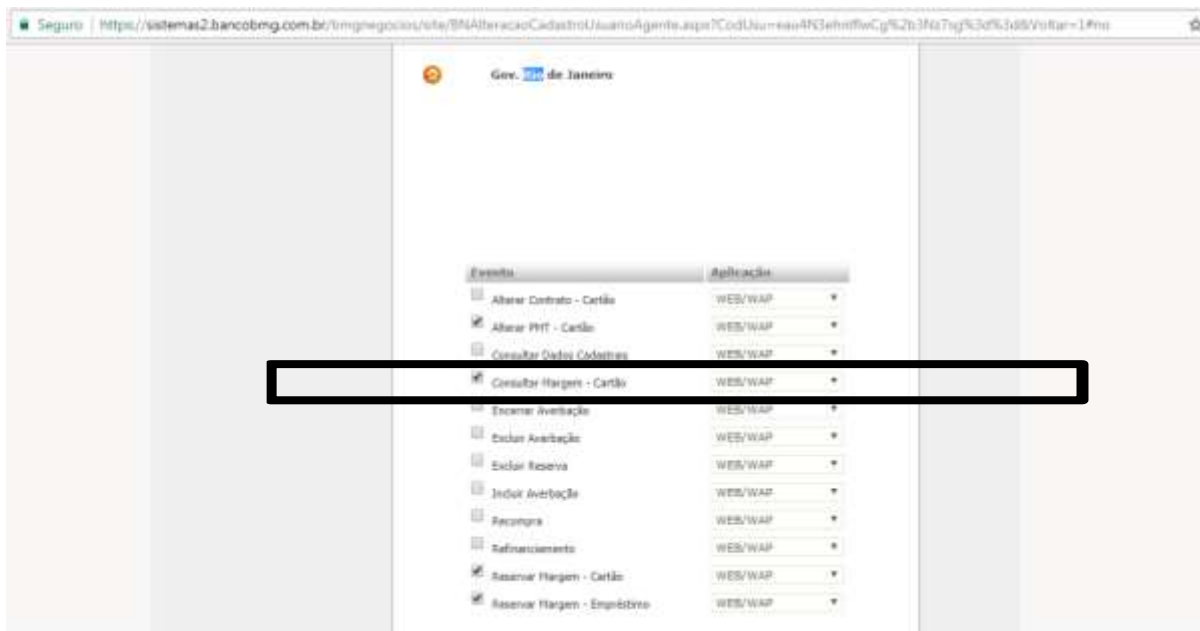 Seguro | https://sistemas2.bancobmg.com.br/bmgnegocios/site/BNAlteracaoCadastroUsuarioAgente.aspx
Gov. Rio de Janeiro
Evento Aplicação
Alterar Contrato - Cartão WEB/WAP
Alterar PMT - Cartão WEB/WAP
Consultar Dados Cadastrais WEB/WAP
Consultar Margem - Cartão WEB/WAP
Encerrar Averbação WEB/WAP
Excluir Averbação WEB/WAP
Excluir Reserva WEB/WAP
Incluir Averbação WEB/WAP
Recompra WEB/WAP
Refinanciamento WEB/WAP
Reservar Margem - Cartão WEB/WAP
Reservar Margem - Empréstimo WEB/WAP